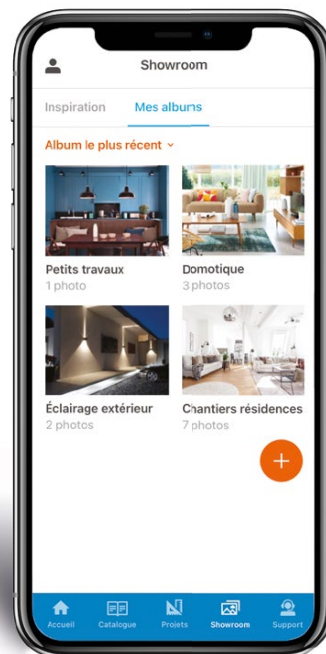 Showroom
Inspiration Mes albums
Album le plus récent
Petits travaux Domotique
1 photo 3 photos
Éclairage extérieur Chantiers résidences
2 photos 7 photos
+
Accueil Catalogue Projets Showroom Support